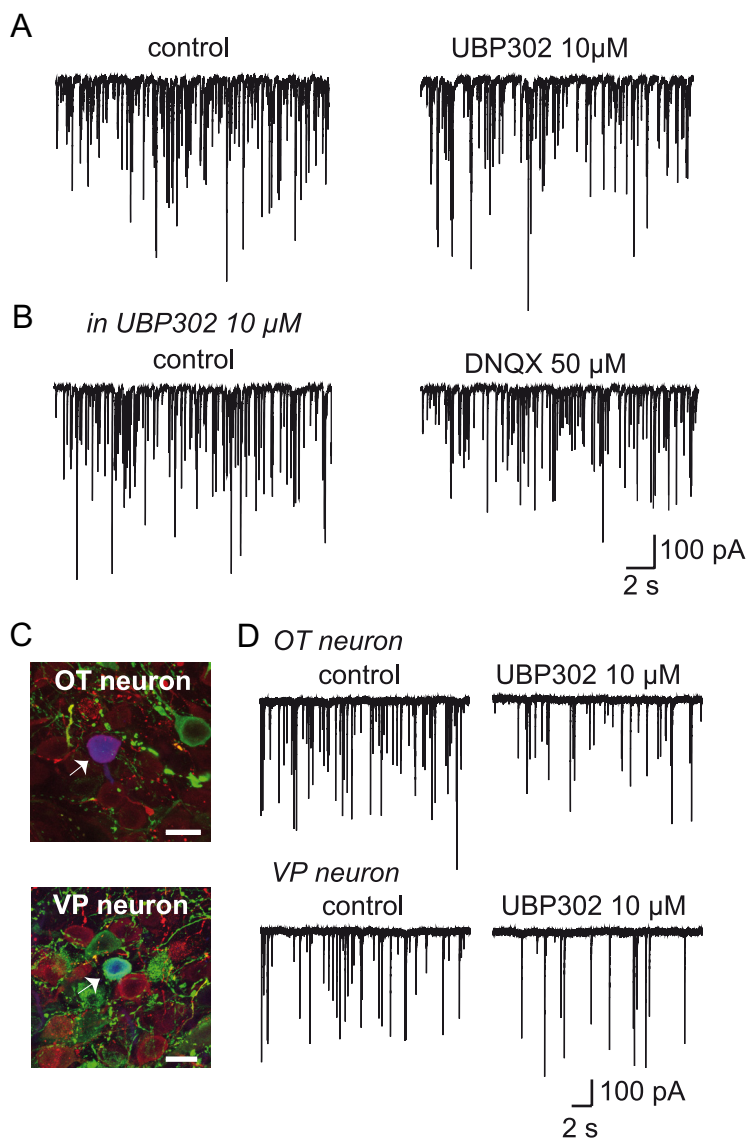 A
control
UBP302 10µM
B
in UBP302 10 µM
control
DNQX 50 µM
100 pA
2 s
C
OT neuron
VP neuron
D
OT neuron
control
UBP302 10 µM
VP neuron
control
UBP302 10 µM
100 pA
2 s